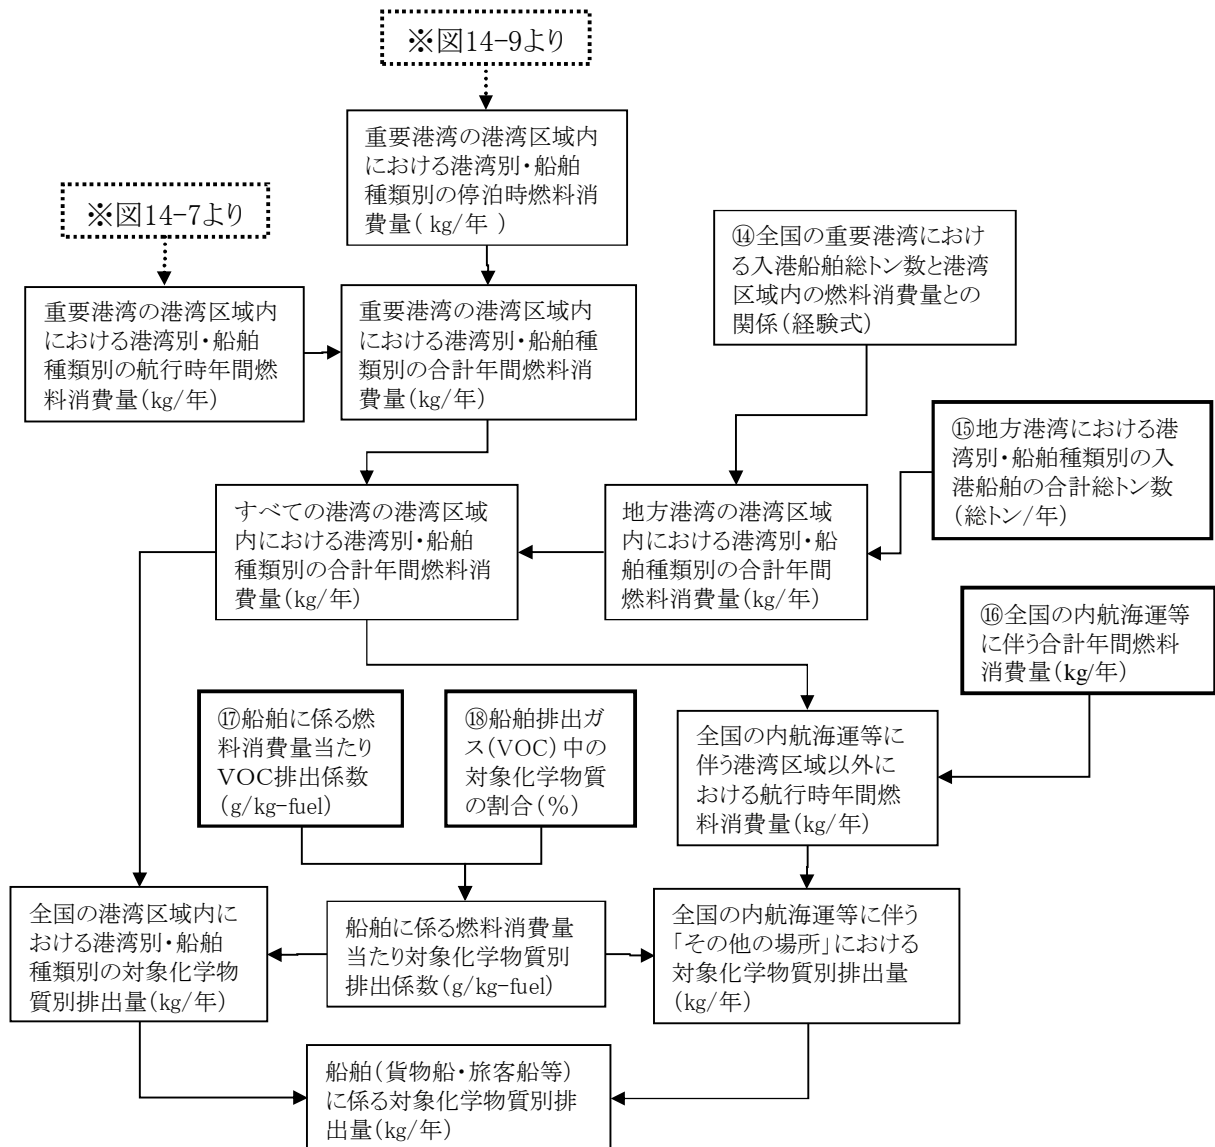 ※図14-9より
重要港湾の港湾区域内
における港湾別・船舶
種類別の停泊時燃料消
費量( kg/年 )
※図14-7より
⑭全国の重要港湾におけ
る入港船舶総トン数と港湾
区域内の燃料消費量との
関係(経験式)
重要港湾の港湾区域内
における港湾別・船舶
種類別の航行時年間燃
料消費量(kg/年)
重要港湾の港湾区域内
における港湾別・船舶種
類別の合計年間燃料消
費量(kg/年)
⑮地方港湾における港
湾別・船舶種類別の入
港船舶の合計総トン数
(総トン/年)
すべての港湾の港湾区域
内における港湾別・船舶
種類別の合計年間燃料消
費量(kg/年)
地方港湾の港湾区域
内における港湾別・船
舶種類別の合計年間
燃料消費量(kg/年)
⑯全国の内航海運等
に伴う合計年間燃料
消費量(kg/年)
⑰船舶に係る燃
料消費量当たり
VOC排出係数
(g/kg-fuel)
⑱船舶排出ガ
ス(VOC)中の
対象化学物質
の割合(%)
全国の内航海運等に
伴う港湾区域以外に
おける航行時年間燃
料消費量(kg/年)
全国の港湾区域内に
おける港湾別・船舶
種類別の対象化学物
質別排出量(kg/年)
船舶に係る燃料消費量
当たり対象化学物質別
排出係数(g/kg-fuel)
全国の内航海運等に伴う
「その他の場所」における
対象化学物質別排出量
(kg/年)
船舶(貨物船・旅客船等)
に係る対象化学物質別排
出量(kg/年)